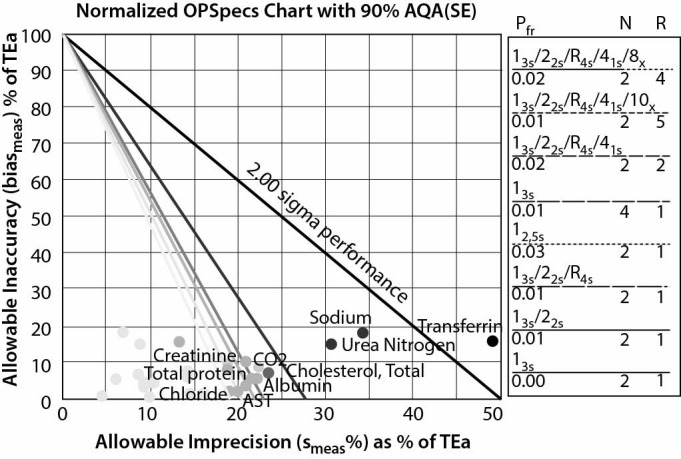 Normalized OPSpecs Chart with 90% AQA(SE)
Allowable Inaccuracy (bias_meas) % of TEa
100
90
80
70
60
50
40
30
20
10
0
2.00 sigma performance
Sodium
Transferrin
Urea Nitrogen
Creatinine
CO2
Total protein
Cholesterol, Total
Albumin
Chloride
AST
0
10
20
30
40
50
Allowable Imprecision (s_meas%) as % of TEa
P_fr N R
1_3s/2_2s/R_4s/4_1s/8_x
0.02 2 4
1_3s/2_2s/R_4s/4_1s/10_x
0.01 2 5
1_3s/2_2s/R_4s/4_1s
0.02 2 2
1_3s
0.01 4 1
1_2,5s
0.03 2 1
1_3s/2_2s/R_4s
0.01 2 1
1_3s/2_2s
0.01 2 1
1_3s
0.00 2 1